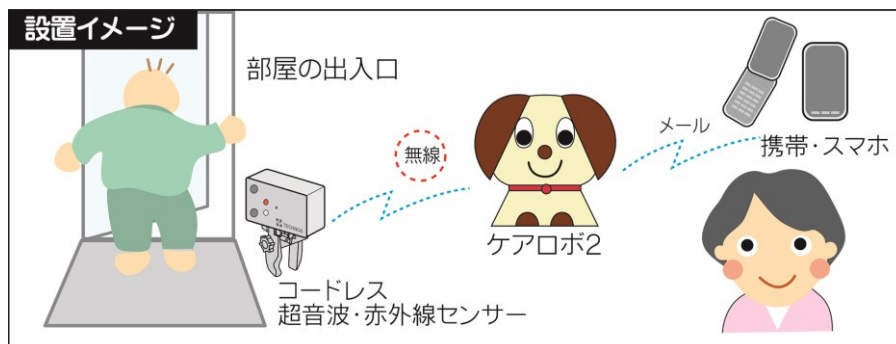 設置イメージ
部屋の出入口
無線
メール
携帯・スマホ
TECHNOS
ケアロボ2
コードレス
超音波・赤外線センサー